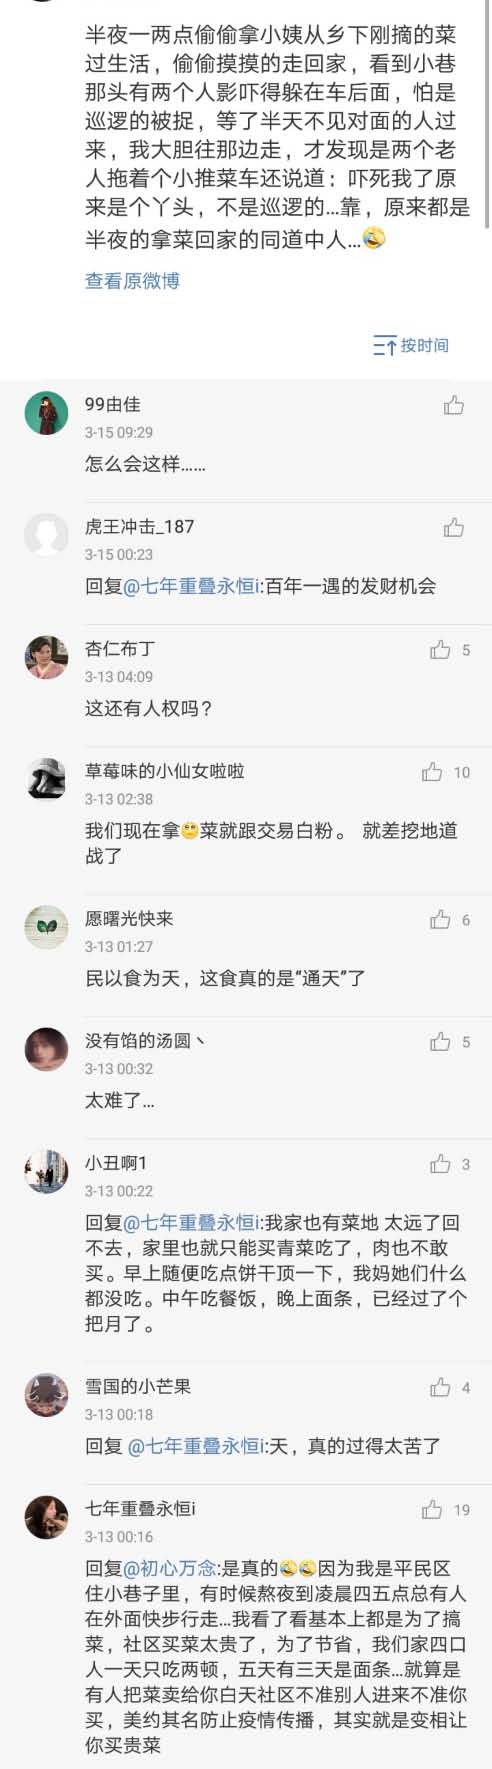 半夜一两点偷偷拿小姨从乡下刚摘的菜
过生活，偷偷摸摸的走回家，看到小巷
那头有两个人影吓得躲在车后面，怕是
巡逻的被捉，等了半天不见对面的人过
来，我大胆往那边走，才发现是两个老
人拖着个小推菜车还说道：吓死我了原
来是个丫头，不是巡逻的...靠，原来都是
半夜的拿菜回家的同道中人...🤣
查看原微博
按时间
99由佳
3-15 09:29
怎么会这样......
虎王冲击_187
3-15 00:23
回复@七年重叠永恒i:百年一遇的发财机会
杏仁布丁
5
3-13 04:09
这还有人权吗？
草莓味的小仙女啦啦
10
3-13 02:38
我们现在拿🙄菜就跟交易白粉。 就差挖地道
战了
愿曙光快来
6
3-13 01:27
民以食为天，这食真的是“通天”了
没有馅的汤圆丶
5
3-13 00:32
太难了...
小丑啊1
3
3-13 00:22
回复@七年重叠永恒i:我家也有菜地 太远了回
不去，家里也就只能买青菜吃了，肉也不敢
买。早上随便吃点饼干顶一下，我妈她们什么
都没吃。中午吃餐饭，晚上面条，已经过了个
把月了。
雪国的小芒果
4
3-13 00:18
回复 @七年重叠永恒i:天，真的过得太苦了
七年重叠永恒i
19
3-13 00:16
回复@初心万念:是真的🤣🤣因为我是平民区
住小巷子里，有时候熬夜到凌晨四五点总有人
在外面快步行走...我看了看基本上都是为了搞
菜，社区买菜太贵了，为了节省，我们家四口
人一天只吃两顿，五天有三天是面条...就算是
有人把菜卖给你白天社区不准别人进来不准你
买，美约其名防止疫情传播，其实就是变相让
你买贵菜